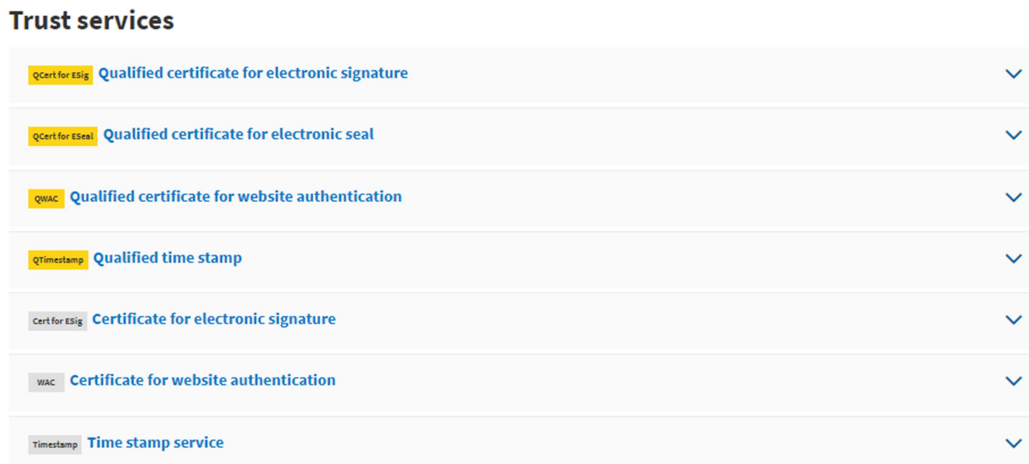 Trust services
QCert for ESig Qualified certificate for electronic signature
QCert for ESeal Qualified certificate for electronic seal
QWAC Qualified certificate for website authentication
QTimestamp Qualified time stamp
Cert for ESig Certificate for electronic signature
WAC Certificate for website authentication
Timestamp Time stamp service